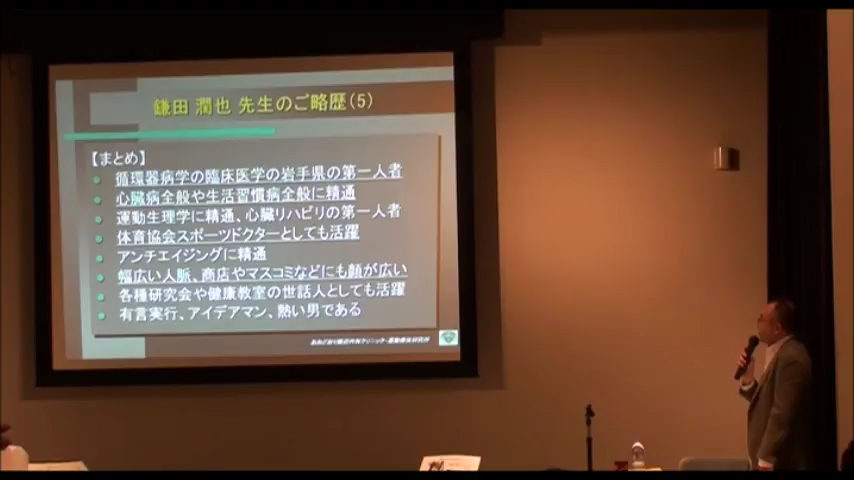 鎌田 潤也 先生のご略歴(5)
【まとめ】
循環器病学の臨床医学の岩手県の第一人者
心臓病全般や生活習慣病全般に精通
運動生理学に精通、心臓リハビリの第一人者
体育協会スポーツドクターとしても活躍
アンチエイジングに精通
幅広い人脈、商店やマスコミなどにも顔が広い
各種研究会や健康教室の世話人としても活躍
有言実行、アイデアマン、熱い男である